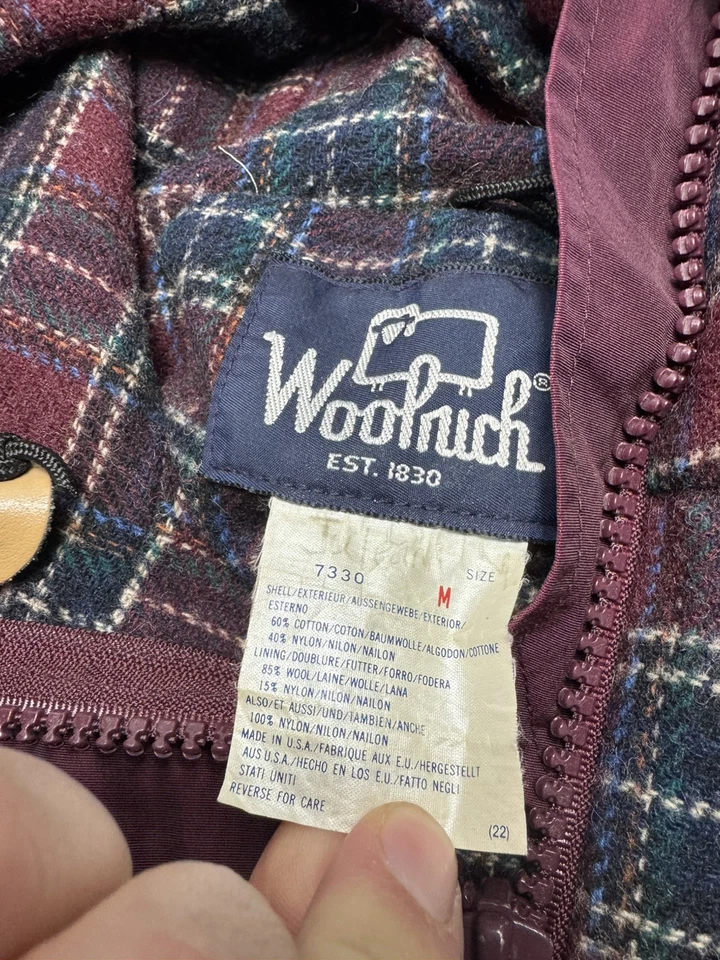 Woolrich®
EST. 1830
7330 SIZE
M
SHELL/EXTERIEUR/AUSSENGEWEBE/EXTERIOR/
ESTERNO
60% COTTON/COTON/BAUMWOLLE/ALGODON/COTTONE
40% NYLON/NILON/NAILON
LINING/DOUBLURE/FUTTER/FORRO/FODERA
85% WOOL/LAINE/WOLLE/LANA
15% NYLON/NILON/NAILON
ALSO/ET AUSSI/UND/TAMBIEN/ANCHE
100% NYLON/NILON/NAILON
MADE IN U.S.A./FABRIQUE AUX E.U./HERGESTELLT
AUS U.S.A./HECHO EN LOS E.U./FATTO NEGLI
STATI UNITI
REVERSE FOR CARE
(22)